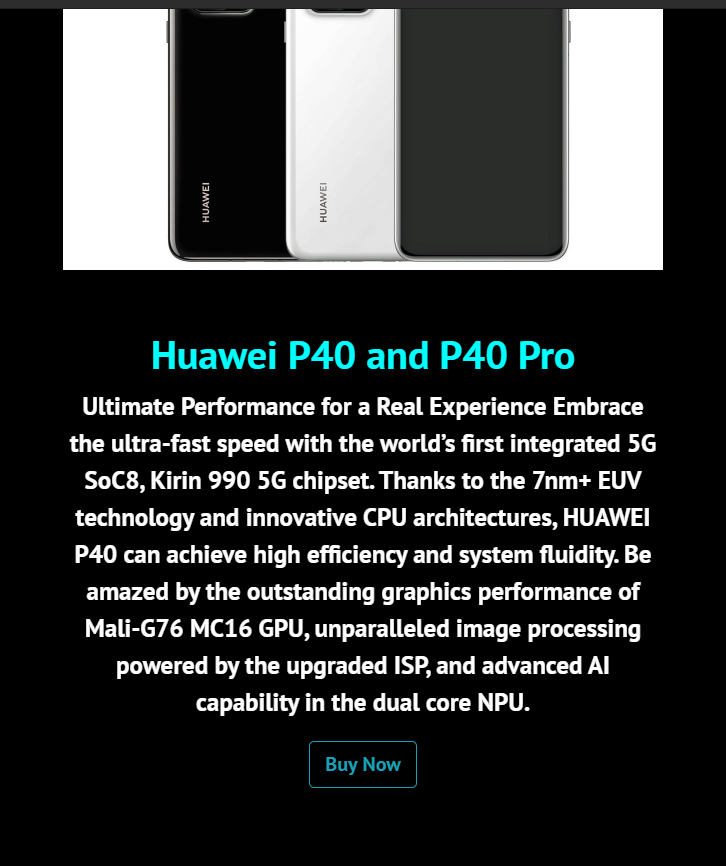 HUAWEI
HUAWEI
Huawei P40 and P40 Pro
Ultimate Performance for a Real Experience Embrace
the ultra-fast speed with the world’s first integrated 5G
SoC8, Kirin 990 5G chipset. Thanks to the 7nm+ EUV
technology and innovative CPU architectures, HUAWEI
P40 can achieve high efficiency and system fluidity. Be
amazed by the outstanding graphics performance of
Mali-G76 MC16 GPU, unparalleled image processing
powered by the upgraded ISP, and advanced AI
capability in the dual core NPU.
Buy Now